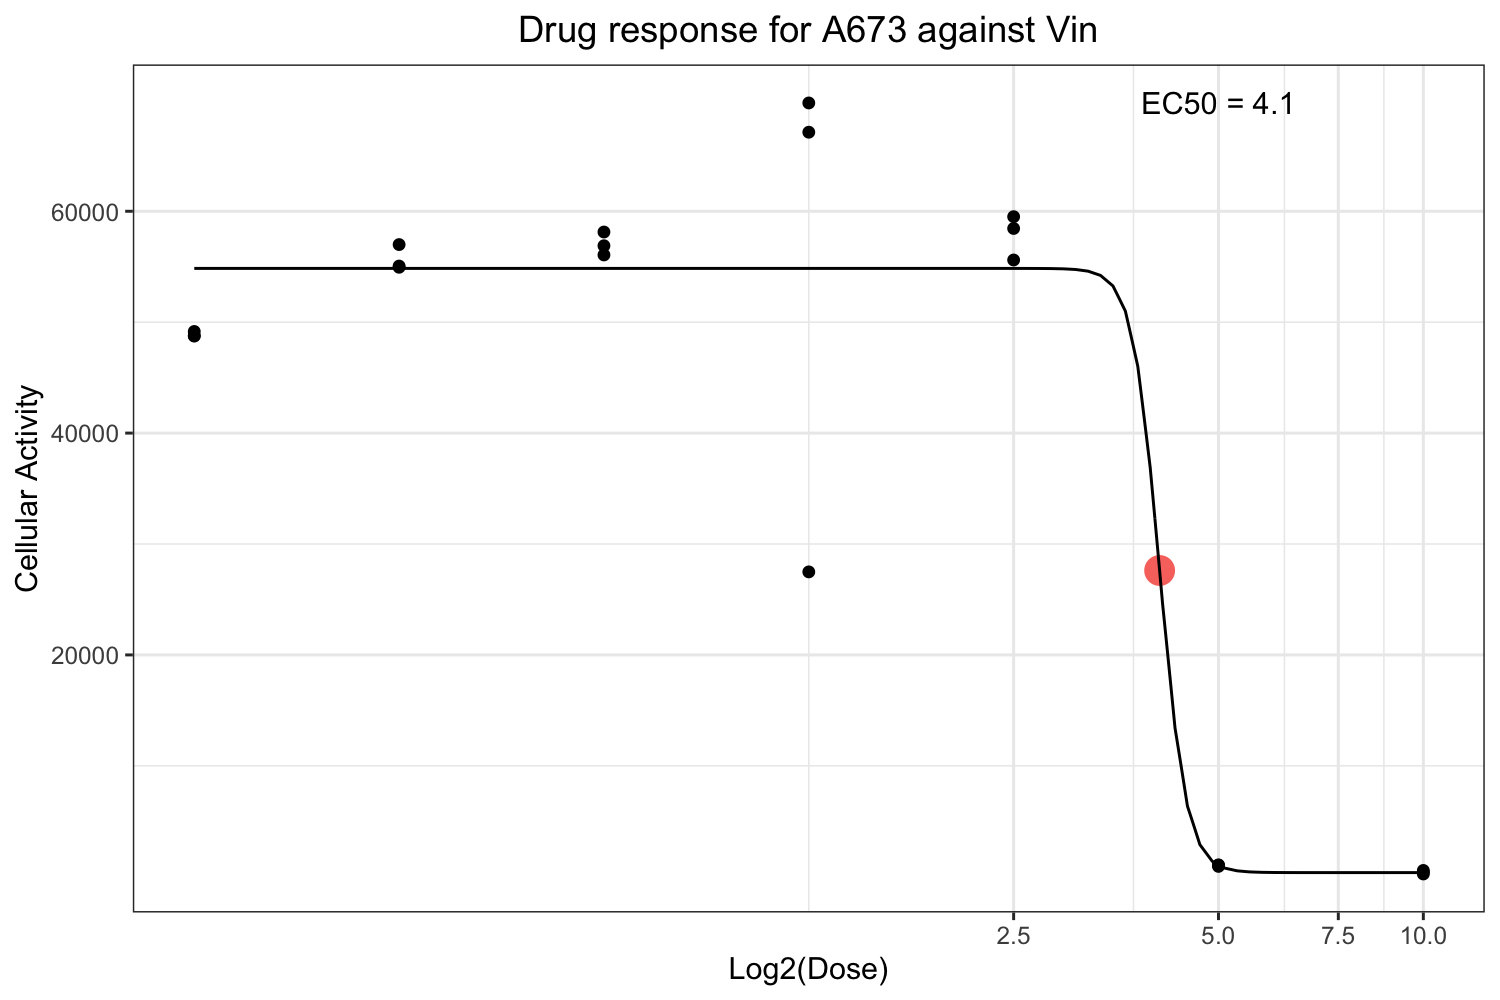 Drug response for A673 against Vin
EC50 = 4.1
60000
40000
20000
Cellular Activity
2.5
5.0
7.5
10.0
Log2(Dose)